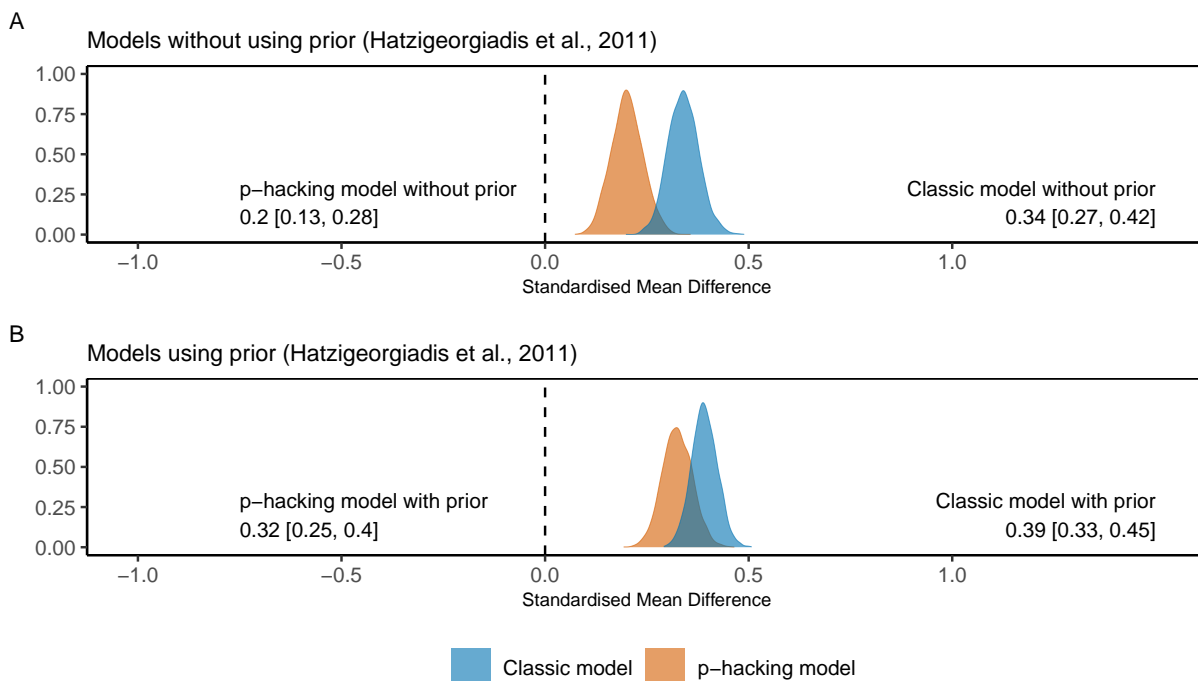 A
Models without using prior (Hatzigeorgiadis et al., 2011)
1.00
0.75
0.50
0.25
0.00
p−hacking model without prior
0.2 [0.13, 0.28]
Classic model without prior
0.34 [0.27, 0.42]
−1.0
−0.5
0.0
0.5
1.0
Standardised Mean Difference
B
Models using prior (Hatzigeorgiadis et al., 2011)
1.00
0.75
0.50
0.25
0.00
p−hacking model with prior
0.32 [0.25, 0.4]
Classic model with prior
0.39 [0.33, 0.45]
−1.0
−0.5
0.0
0.5
1.0
Standardised Mean Difference
Classic model
p−hacking model